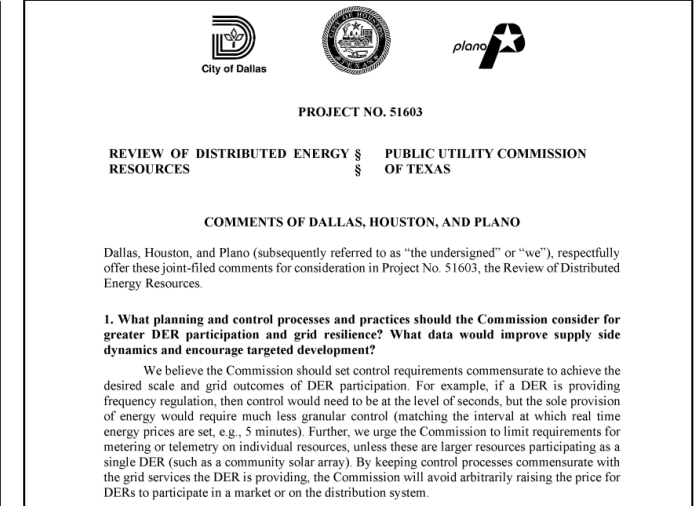 City of Dallas
CITY OF HOUSTON
TEXAS
plano
PROJECT NO. 51603
REVIEW OF DISTRIBUTED ENERGY § PUBLIC UTILITY COMMISSION
RESOURCES § OF TEXAS
COMMENTS OF DALLAS, HOUSTON, AND PLANO
Dallas, Houston, and Plano (subsequently referred to as “the undersigned” or “we”), respectfully
offer these joint-filed comments for consideration in Project No. 51603, the Review of Distributed
Energy Resources.
1. What planning and control processes and practices should the Commission consider for
greater DER participation and grid resilience? What data would improve supply side
dynamics and encourage targeted development?
We believe the Commission should set control requirements commensurate to achieve the
desired scale and grid outcomes of DER participation. For example, if a DER is providing
frequency regulation, then control would need to be at the level of seconds, but the sole provision
of energy would require much less granular control (matching the interval at which real time
energy prices are set, e.g., 5 minutes). Further, we urge the Commission to limit requirements for
metering or telemetry on individual resources, unless these are larger resources participating as a
single DER (such as a community solar array). By keeping control processes commensurate with
the grid services the DER is providing, the Commission will avoid arbitrarily raising the price for
DERs to participate in a market or on the distribution system.